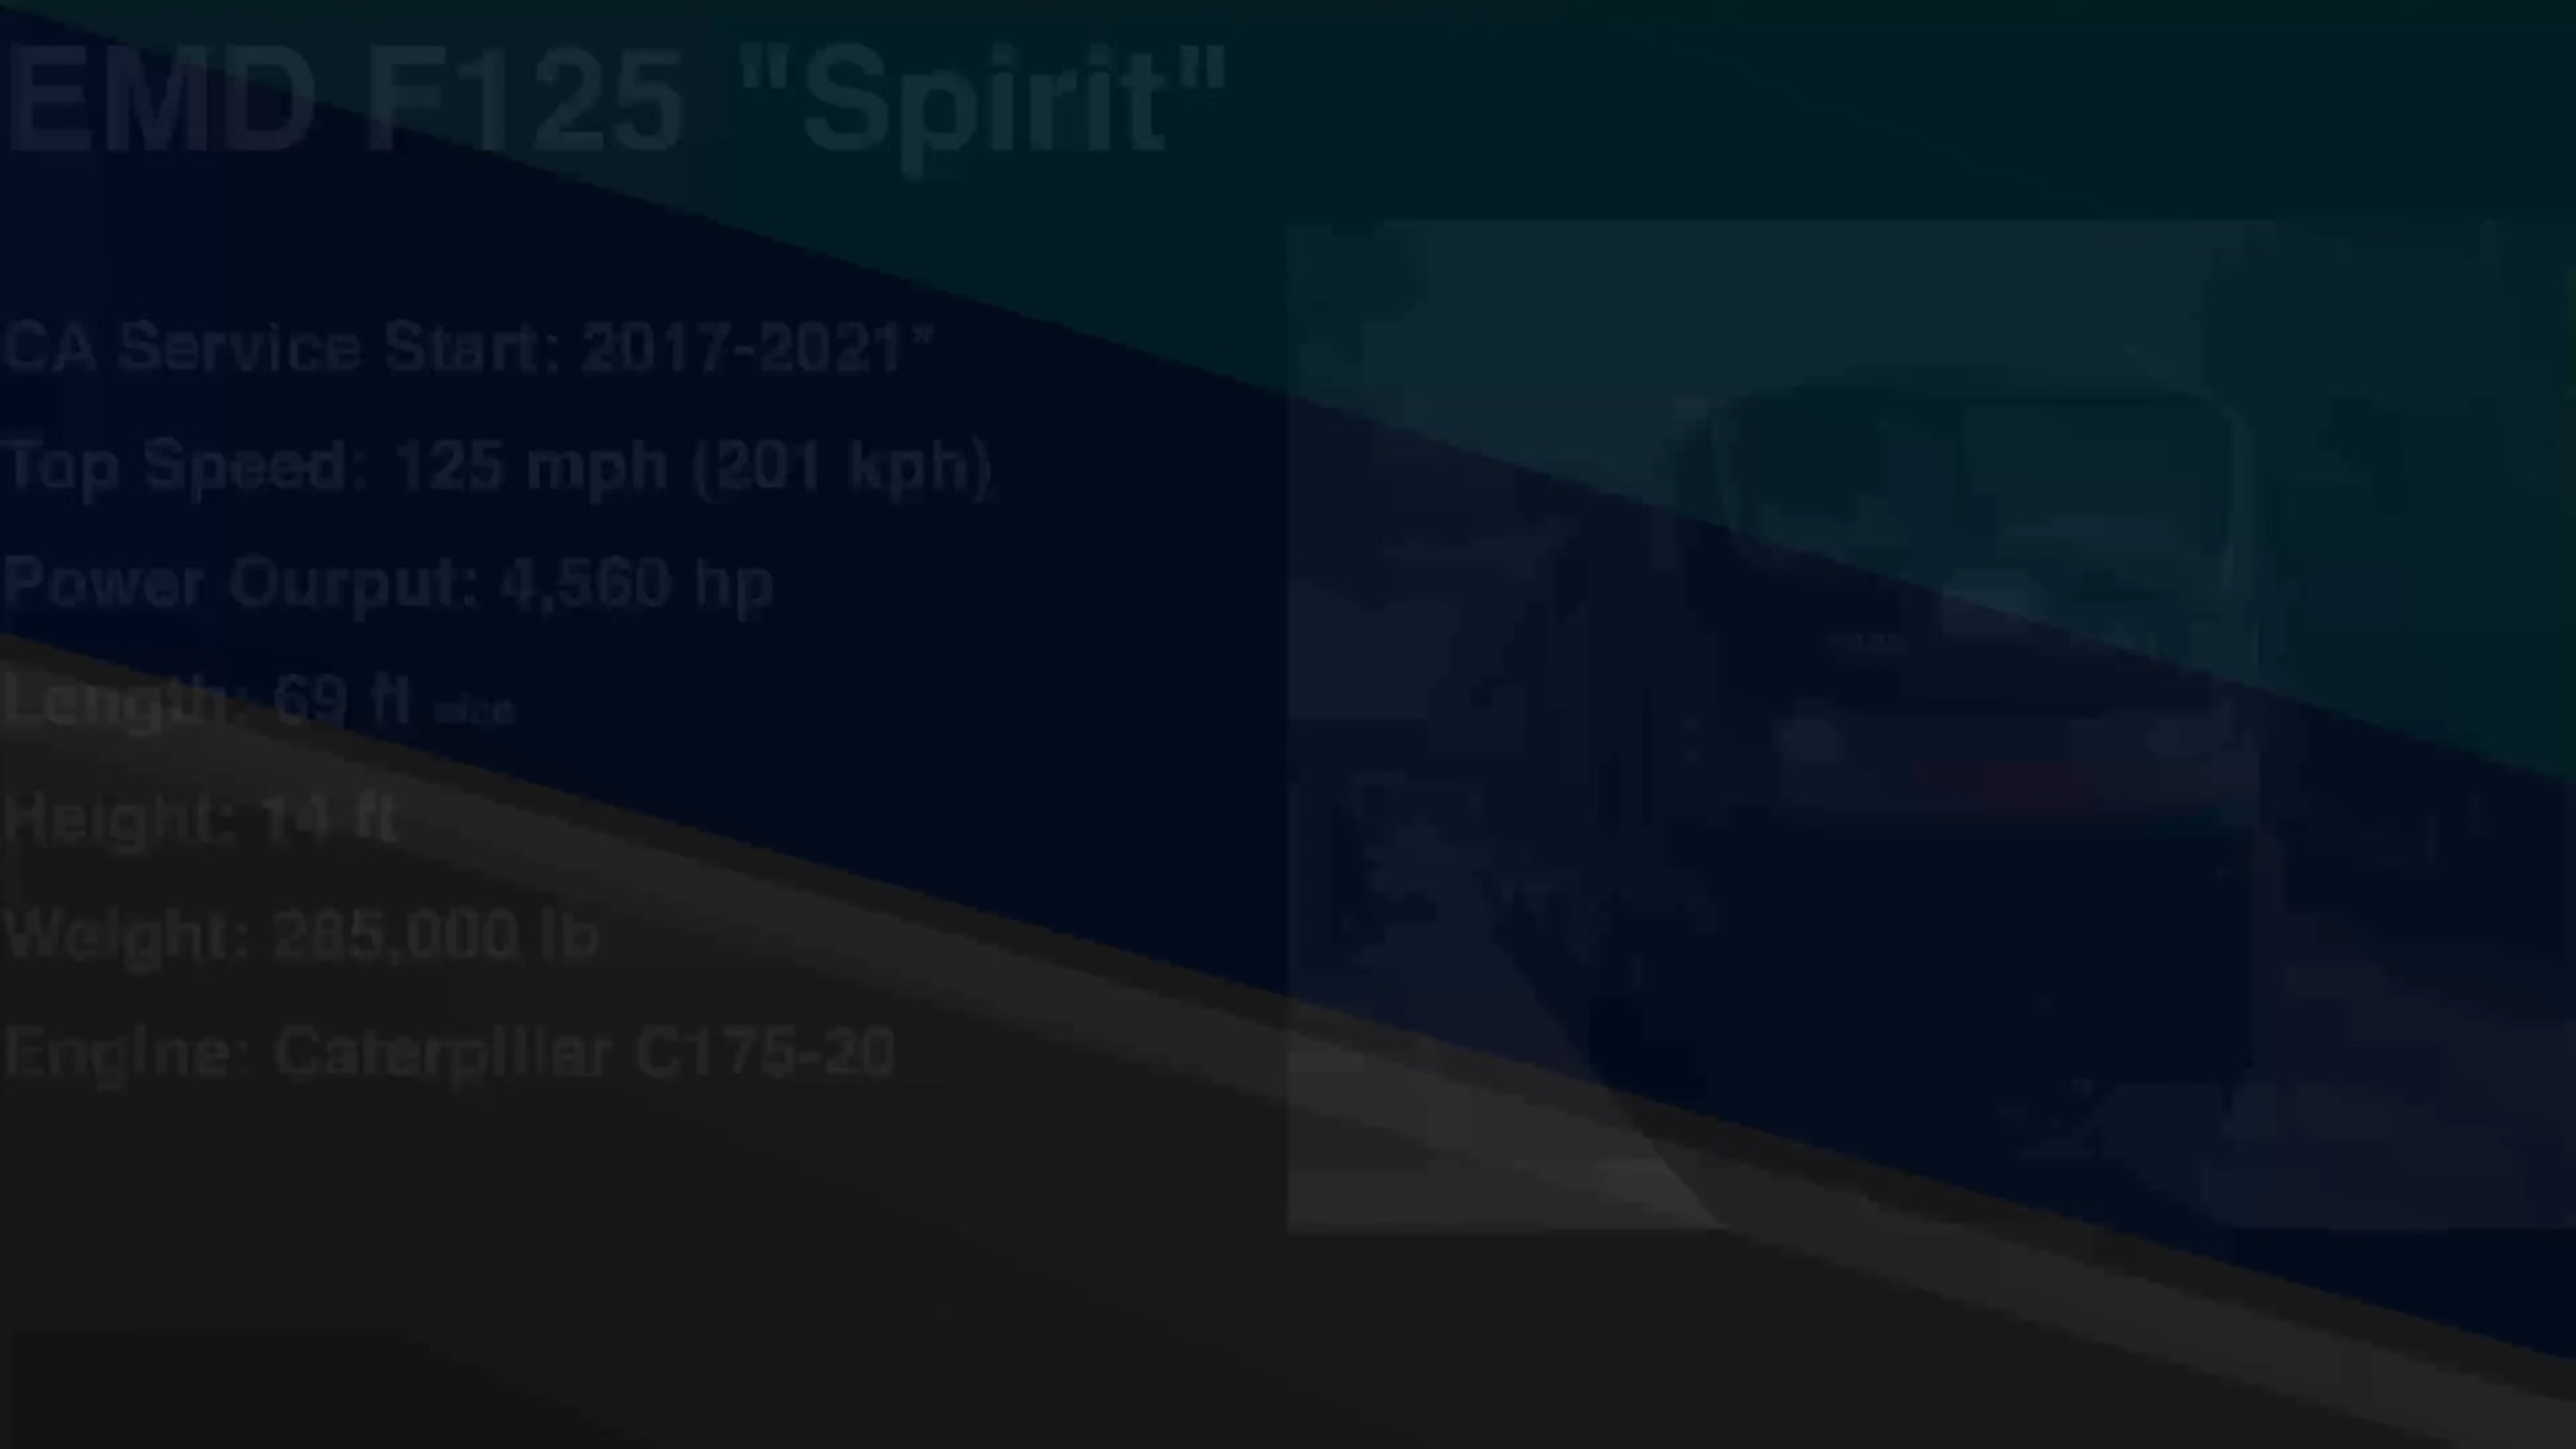 EMD F125 "Spirit"
CA Service Start: 2017-2021*
Top Speed: 125 mph (201 kph)
Power Ourput: 4,560 hp
Length: 69 ft
Height: 14 ft
Weight: 285,000 lb
Engine: Caterpillar C175-20